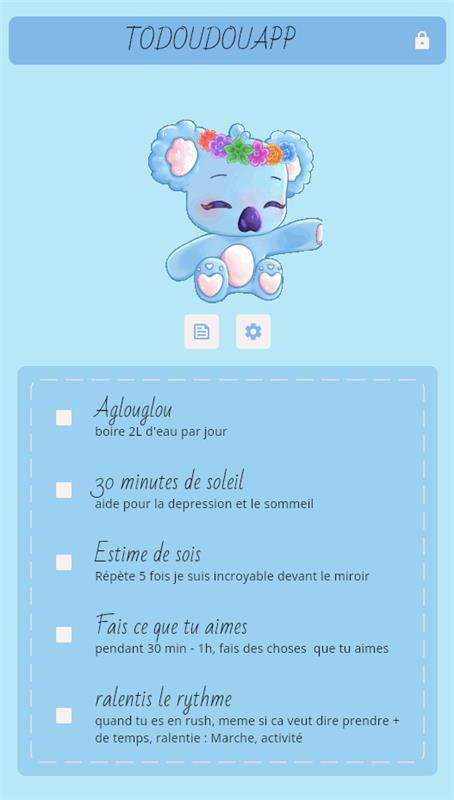 TODOUDOUAPP
Aglouglou
boire 2L d'eau par jour
30 minutes de soleil
aide pour la depression et le sommeil
Estime de sois
Répète 5 fois je suis incroyable devant le miroir
Fais ce que tu aimes
pendant 30 min - 1h, fais des choses  que tu aimes
ralentis le rythme
quand tu es en rush, meme si ca veut dire prendre +
de temps, ralentie : Marche, activité